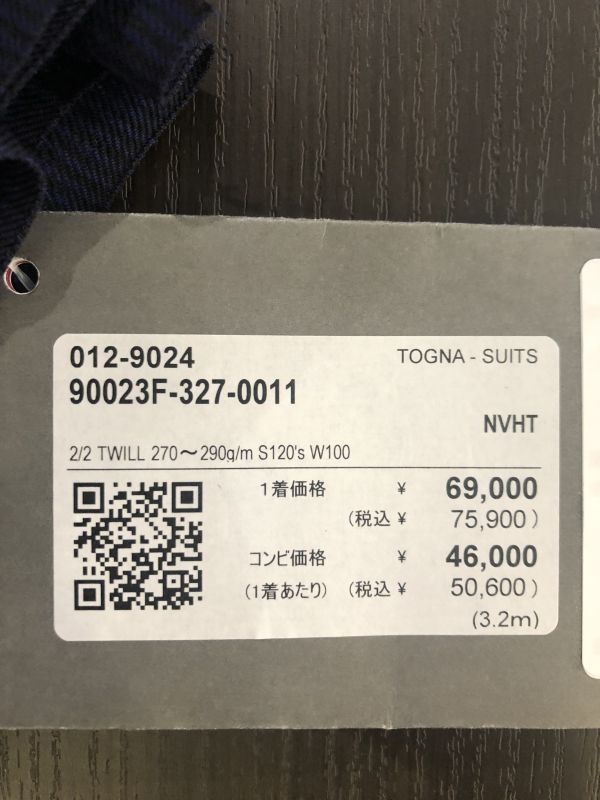 012-9024
TOGNA - SUITS
90023F-327-0011
NVHT
2/2 TWILL 270～290g/m S120's W100
1着価格 ¥ 69,000
(税込 ¥ 75,900 )
コンビ価格 ¥ 46,000
(1着あたり) (税込 ¥ 50,600 )
(3.2m)